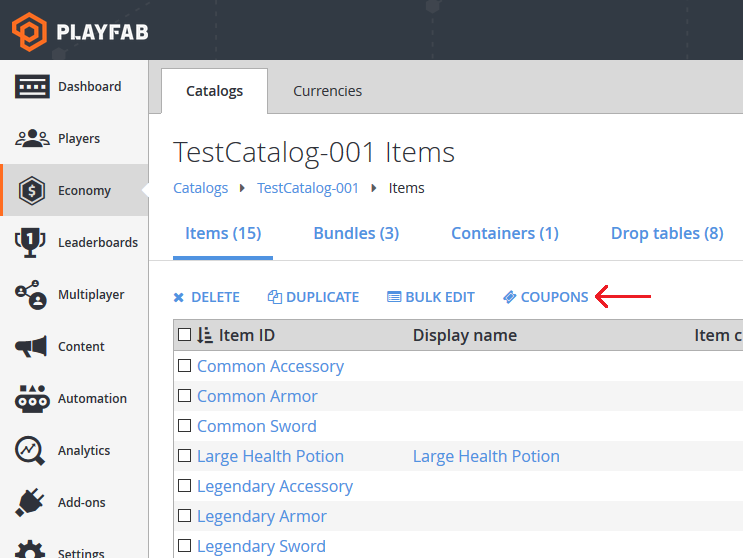 PLAYFAB
Dashboard
Players
Economy
Leaderboards
Multiplayer
Content
Automation
Analytics
Add-ons
Settings
Catalogs Currencies
TestCatalog-001 Items
Catalogs TestCatalog-001 Items
Items (15) Bundles (3) Containers (1) Drop tables (8)
DELETE DUPLICATE BULK EDIT COUPONS
Item ID Display name Item c
Common Accessory
Common Armor
Common Sword
Large Health Potion Large Health Potion
Legendary Accessory
Legendary Armor
Legendary Sword